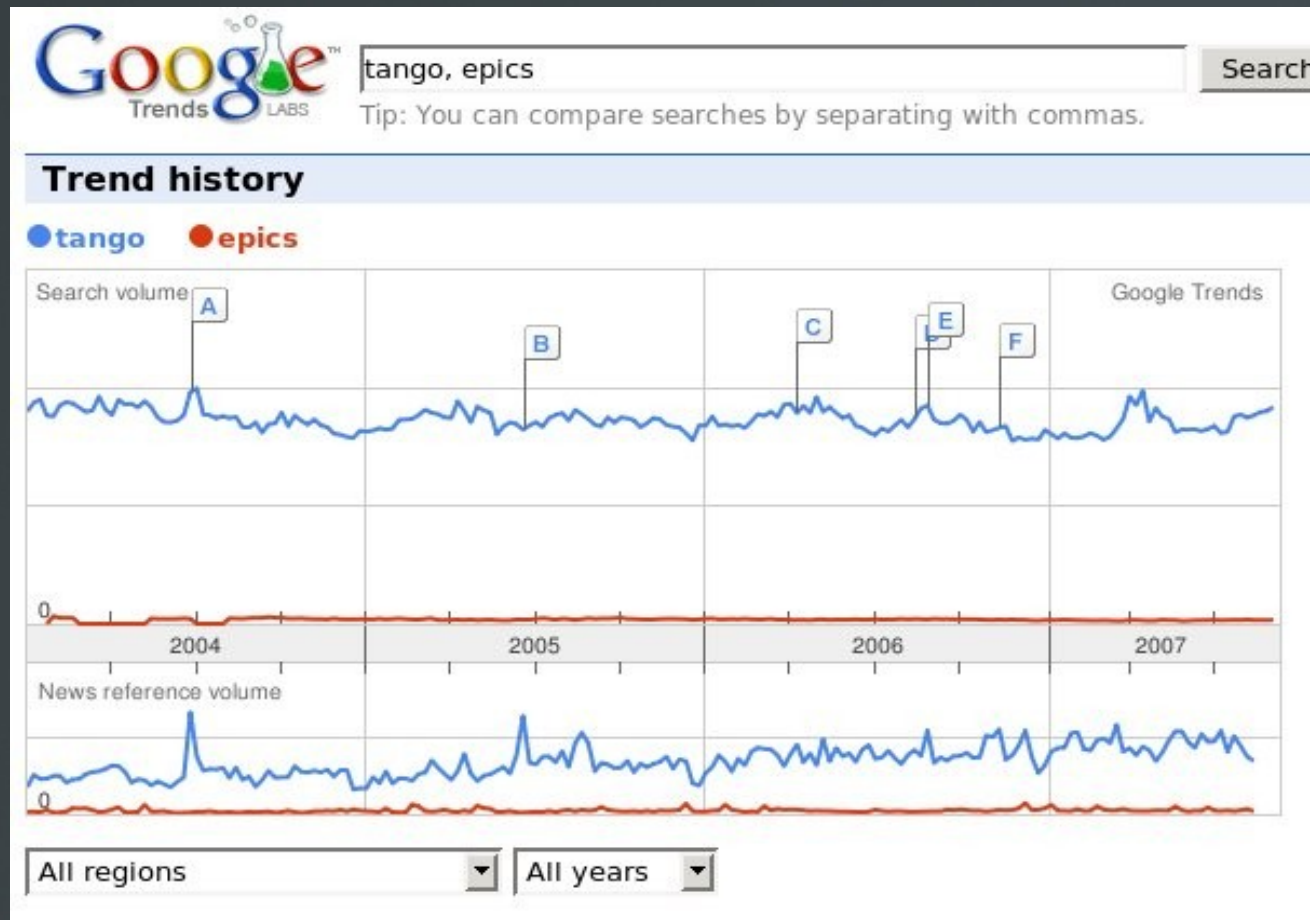 Google™
Trends LABS
tango, epics
Search
Tip: You can compare searches by separating with commas.
Trend history
tango epics
Search volume
Google Trends
A
B
C
E
F
0
2004 2005 2006 2007
News reference volume
0
All regions
All years